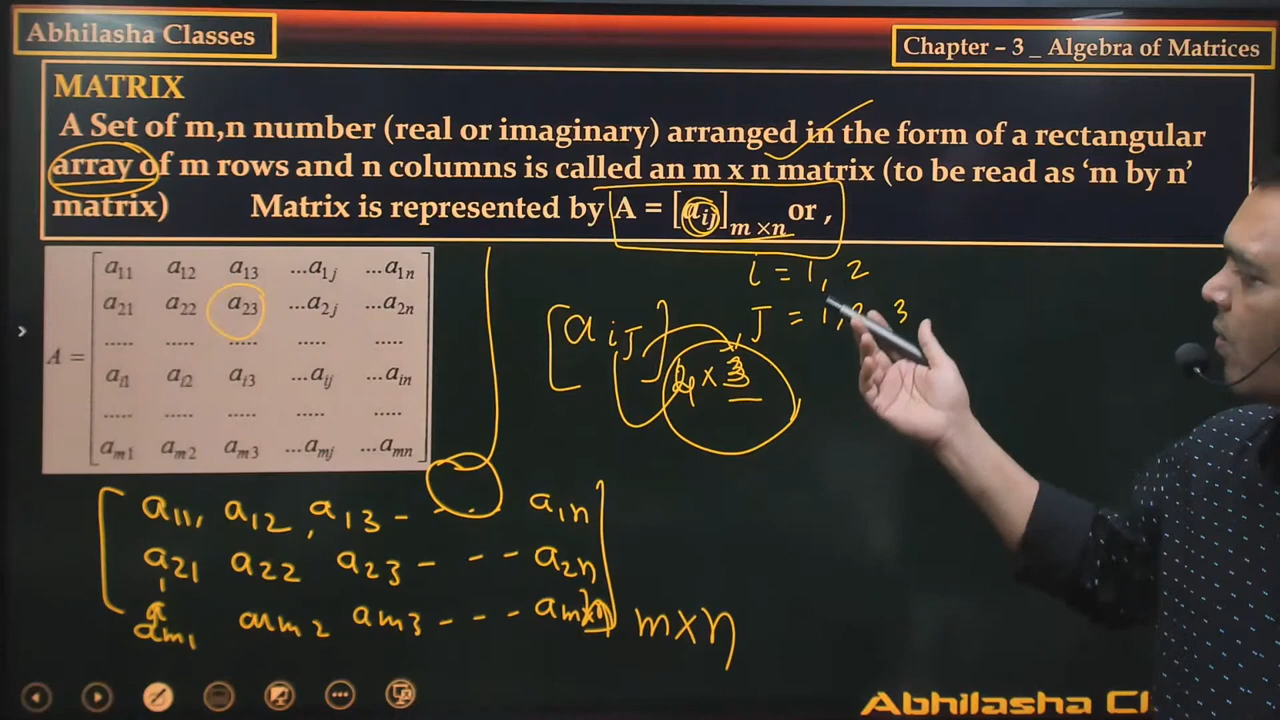 Abhilasha Classes
Chapter – 3 _ Algebra of Matrices
MATRIX
A Set of m,n number (real or imaginary) arranged in the form of a rectangular
array of m rows and n columns is called an m x n matrix (to be read as ‘m by n’
matrix) Matrix is represented by A = [aij]m ×n or ,
a11 a12 a13 ...a1j ...a1n
a21 a22 a23 ...a2j ...a2n
..... ..... ..... ..... .....
A = ai1 ai2 ai3 ...aij ...ain
..... ..... ..... ..... .....
am1 am2 am3 ...amj ...amn
i = 1, 2
J = 1, 2 3
[aiJ] 2 × 3
a11, a12, a13 - - - a1n
a21 a22 a23 - - - - a2n
am1 am2 am3 - - - - amn
m×n
Abhilasha Cl